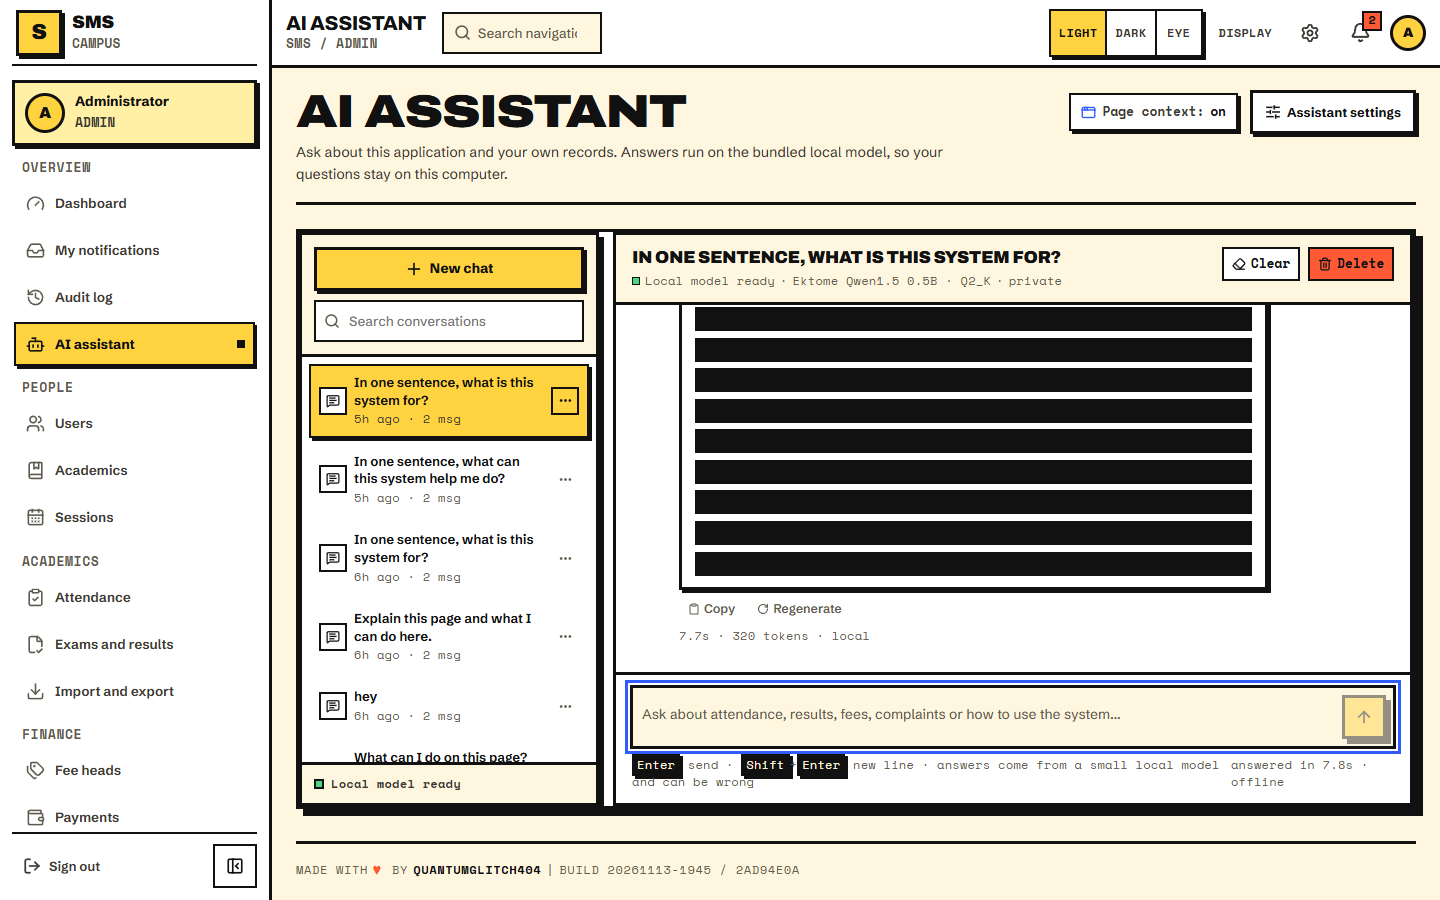 S
SMS
CAMPUS
A
Administrator
ADMIN
OVERVIEW
Dashboard
My notifications
Audit log
AI assistant
PEOPLE
Users
Academics
Sessions
ACADEMICS
Attendance
Exams and results
Import and export
FINANCE
Fee heads
Payments
Sign out
AI ASSISTANT
SMS / ADMIN
Search navigatic
LIGHT
DARK
EYE
DISPLAY
2
A
AI ASSISTANT
Ask about this application and your own records. Answers run on the bundled local model, so your
questions stay on this computer.
Page context: on
Assistant settings
New chat
Search conversations
In one sentence, what is this
system for?
5h ago · 2 msg
In one sentence, what can
this system help me do?
5h ago · 2 msg
In one sentence, what is this
system for?
6h ago · 2 msg
Explain this page and what I
can do here.
6h ago · 2 msg
hey
6h ago · 2 msg
What can I do on this page?
Local model ready
IN ONE SENTENCE, WHAT IS THIS SYSTEM FOR?
Local model ready · Ektome Qwen1.5 0.5B · Q2_K · private
Clear
Delete
Copy
Regenerate
7.7s · 320 tokens · local
Ask about attendance, results, fees, complaints or how to use the system...
Enter send · Shift+Enter new line · answers come from a small local model
and can be wrong
answered in 7.8s ·
offline
MADE WITH ♥ BY QUANTUMGLITCH404 | BUILD 20261113-1945 / 2AD94E0A